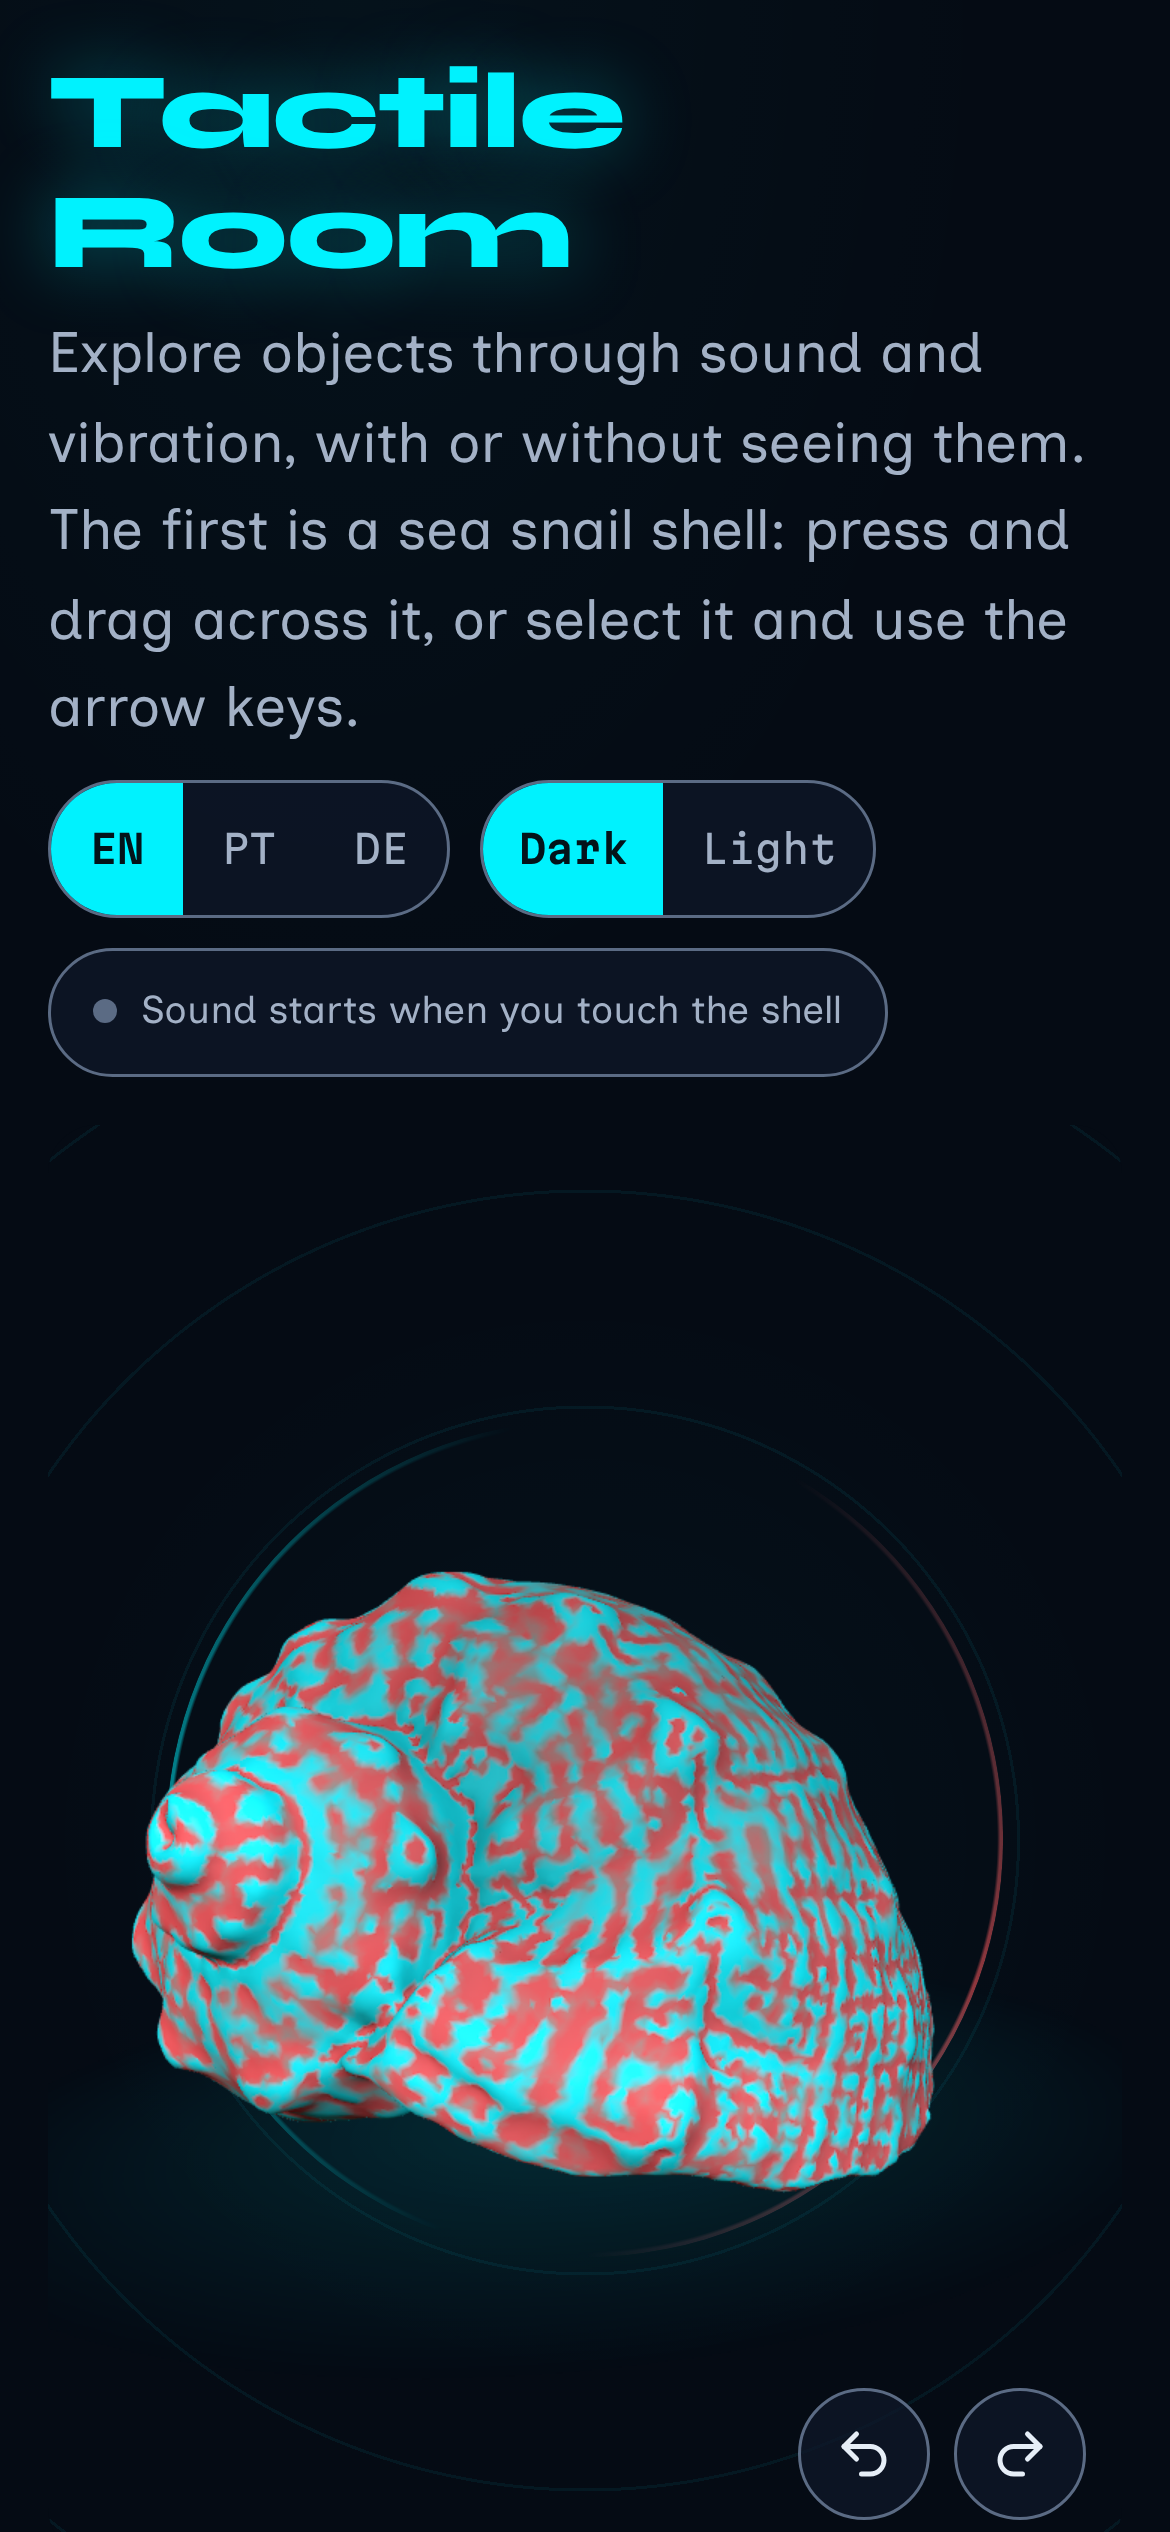 Tactile
Room
Explore objects through sound and
vibration, with or without seeing them.
The first is a sea snail shell: press and
drag across it, or select it and use the
arrow keys.
EN PT DE Dark Light
Sound starts when you touch the shell